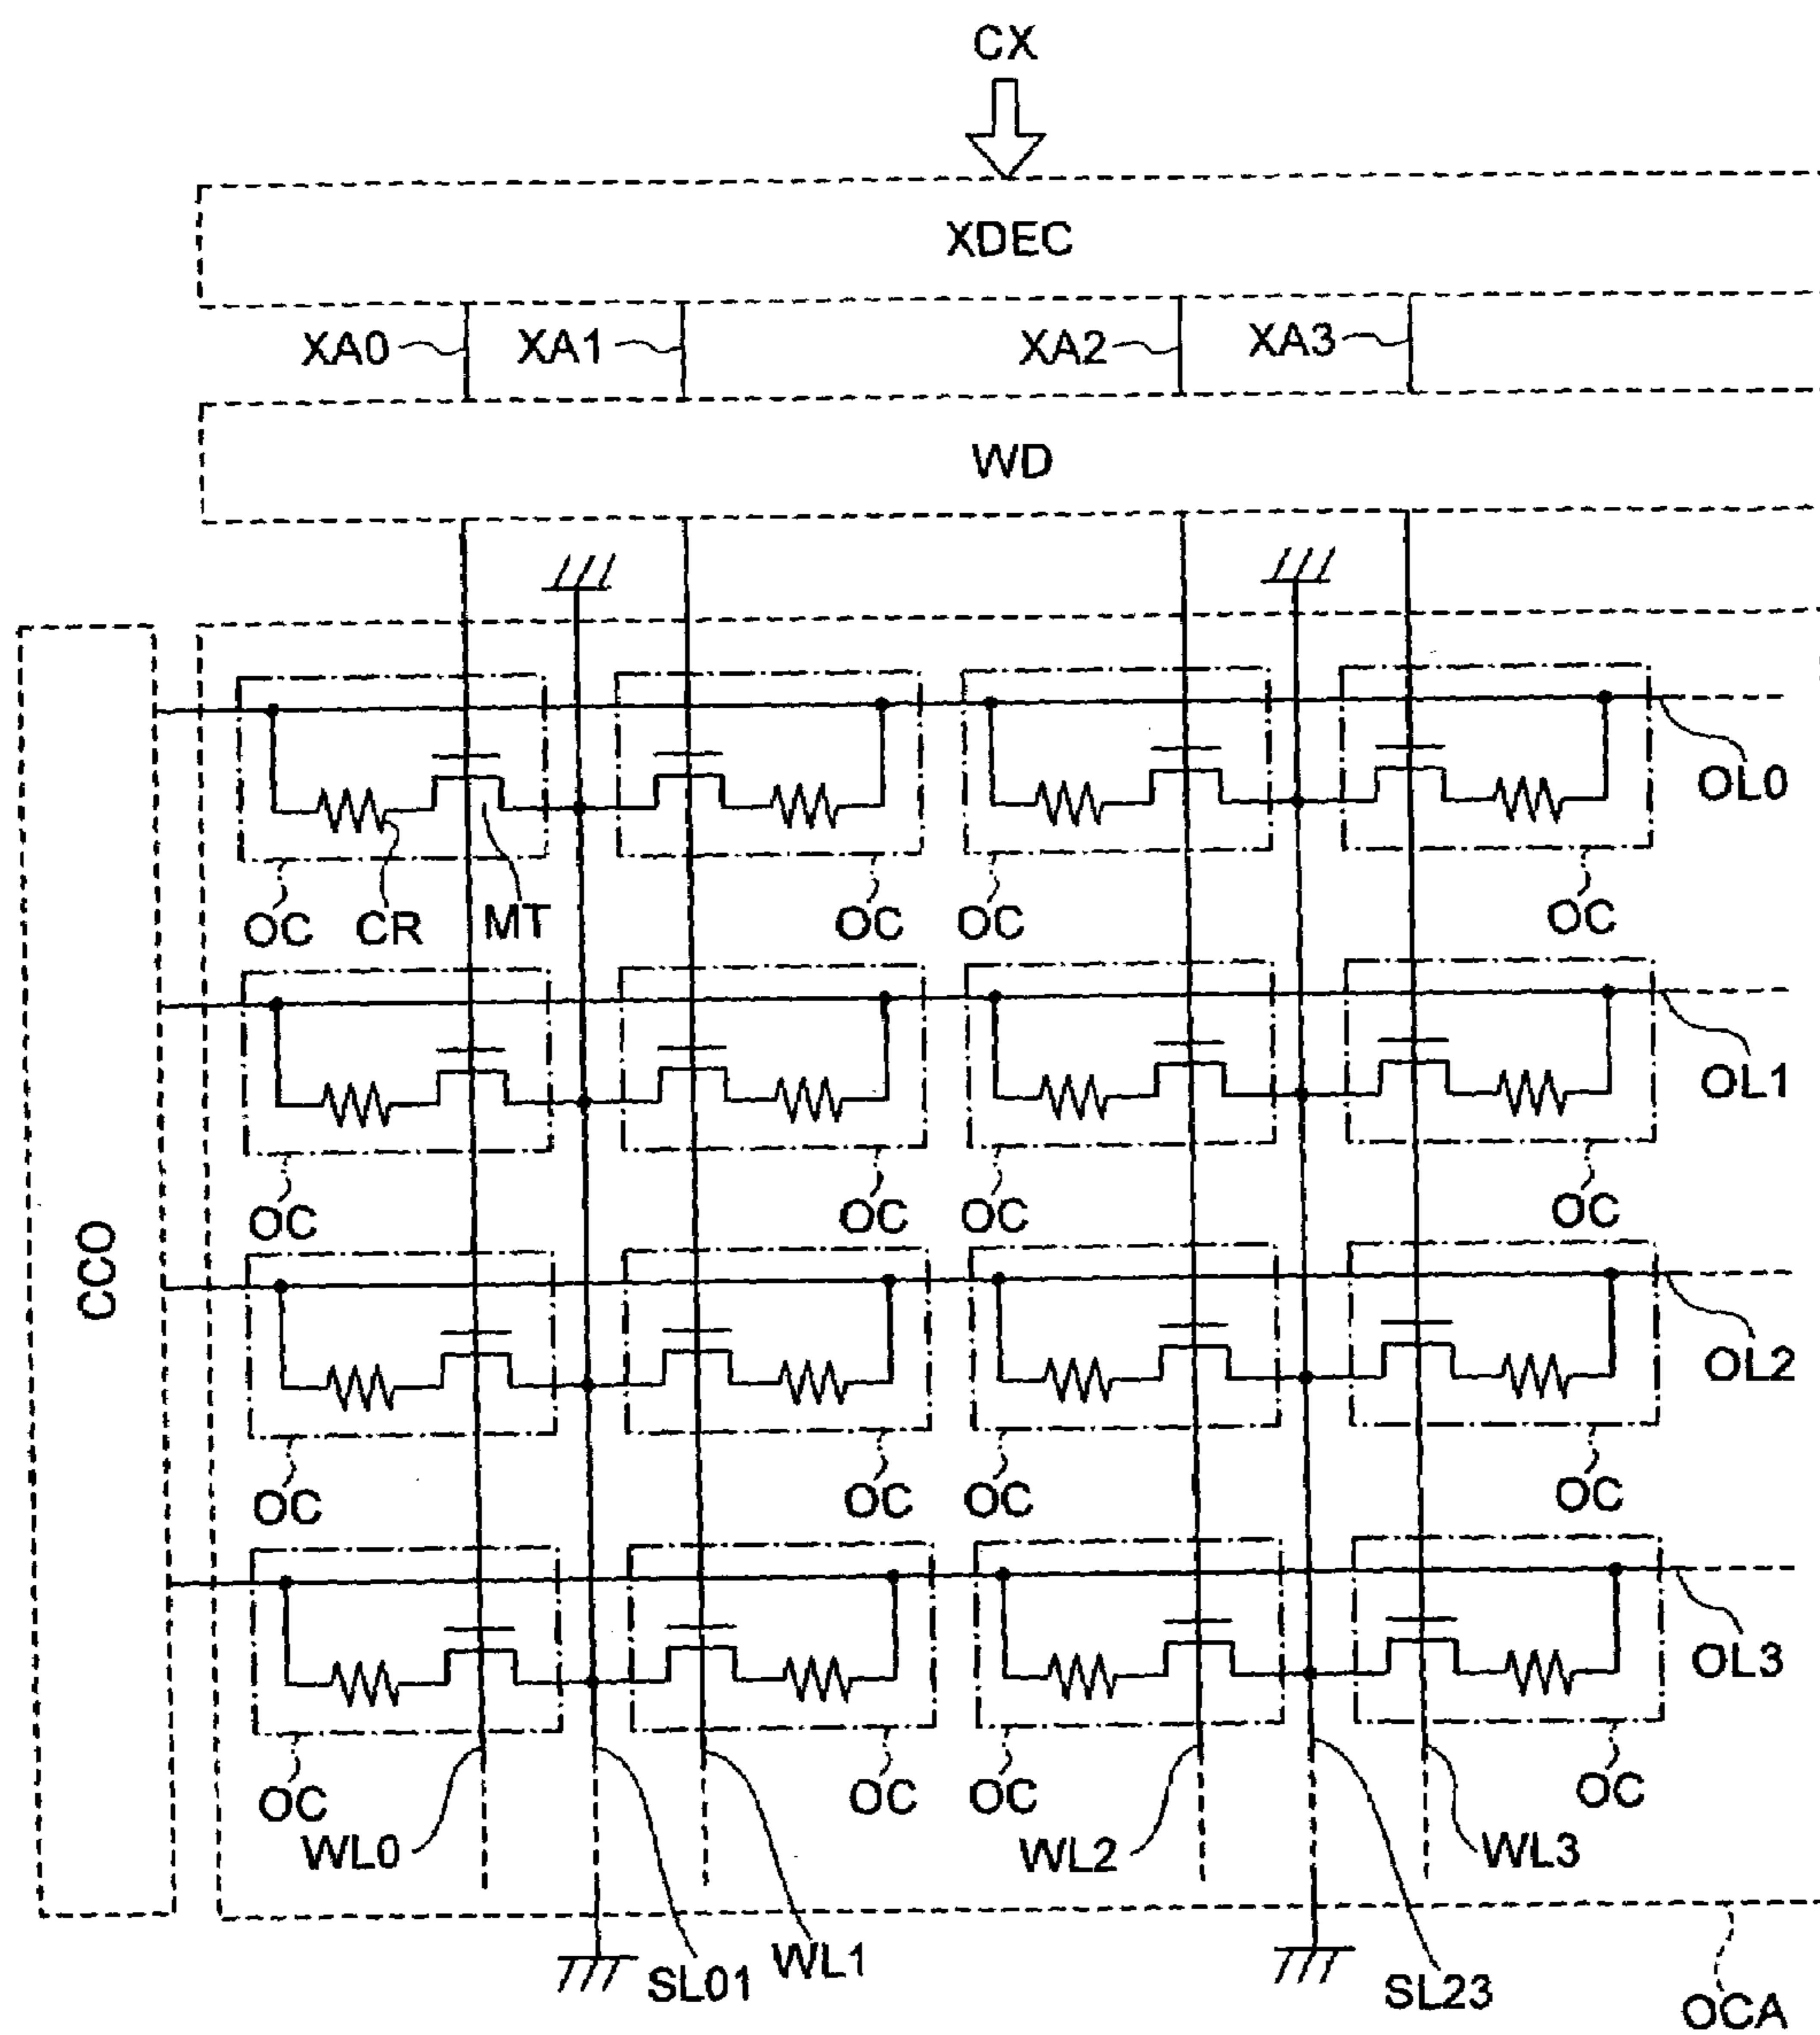 CX
XDEC
XA0 XA1 XA2 XA3
WD
OL0
OC CR MT OC OC OC
OL1
OC OC OC OC
CCO
OL2
OC OC OC OC
OL3
OC OC OC OC
WL0 WL2 WL3
SL01 WL1 SL23
OCA